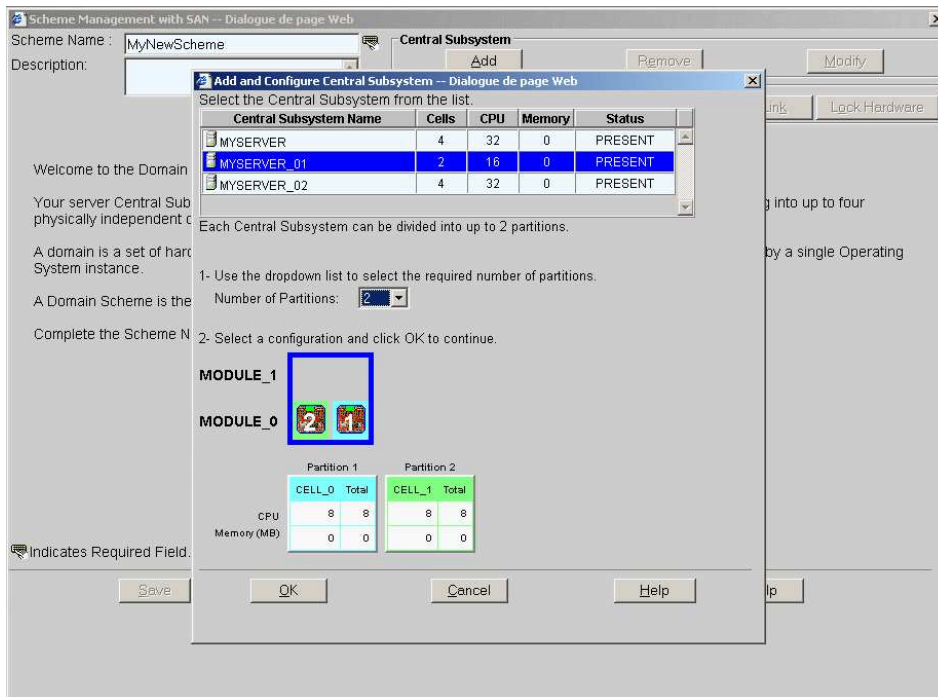 Scheme Management with SAN -- Dialogue de page Web
Scheme Name :
MyNewScheme
Description:
Central Subsystem
Add
Remove
Modify
Link
Lock Hardware
Welcome to the Domain
Your server Central Sub
g into up to four
physically independent
A domain is a set of hard
by a single Operating
System instance.
A Domain Scheme is the
Complete the Scheme N
Indicates Required Field.
Save
lp
Add and Configure Central Subsystem -- Dialogue de page Web
Select the Central Subsystem from the list.
Central Subsystem Name Cells CPU Memory Status
MYSERVER 4 32 0 PRESENT
MYSERVER_01 2 16 0 PRESENT
MYSERVER_02 4 32 0 PRESENT
Each Central Subsystem can be divided into up to 2 partitions.
1- Use the dropdown list to select the required number of partitions.
Number of Partitions: 2
2- Select a configuration and click OK to continue.
MODULE_1
MODULE_0
2 1
Partition 1 Partition 2
CELL_0 Total CELL_1 Total
CPU 8 8 8 8
Memory (MB) 0 0 0 0
OK
Cancel
Help